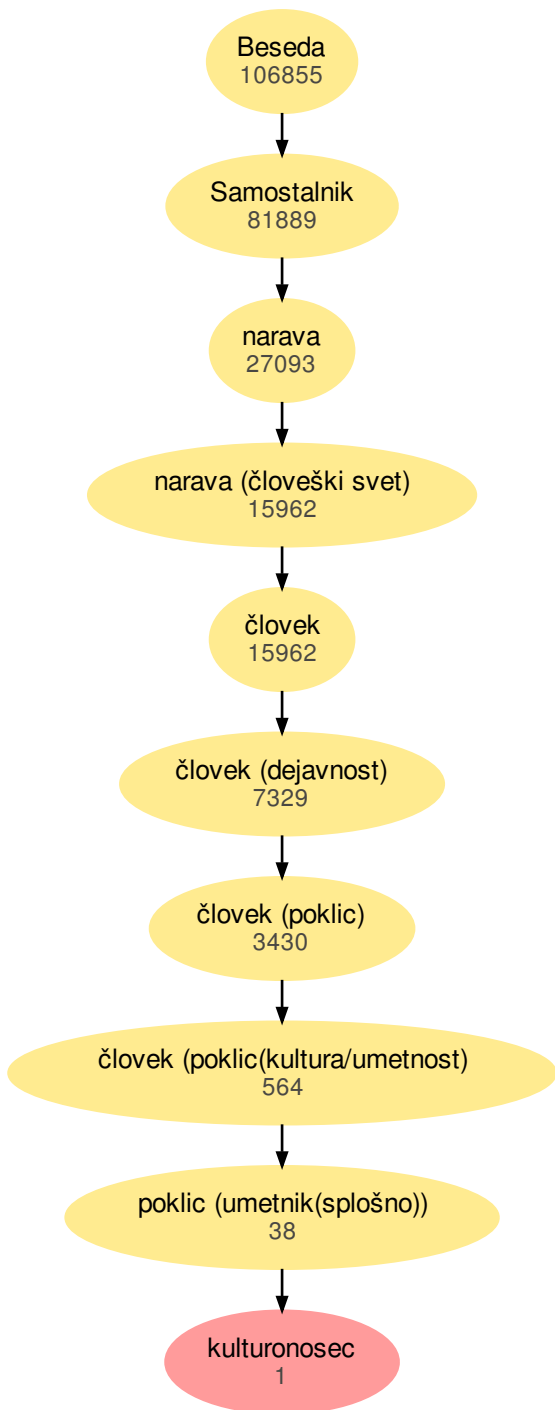 Beseda
106855
Samostalnik
81889
narava
27093
narava (človeški svet)
15962
človek
15962
človek (dejavnost)
7329
človek (poklic)
3430
človek (poklic(kultura/umetnost)
564
poklic (umetnik(splošno))
38
kulturonosec
1